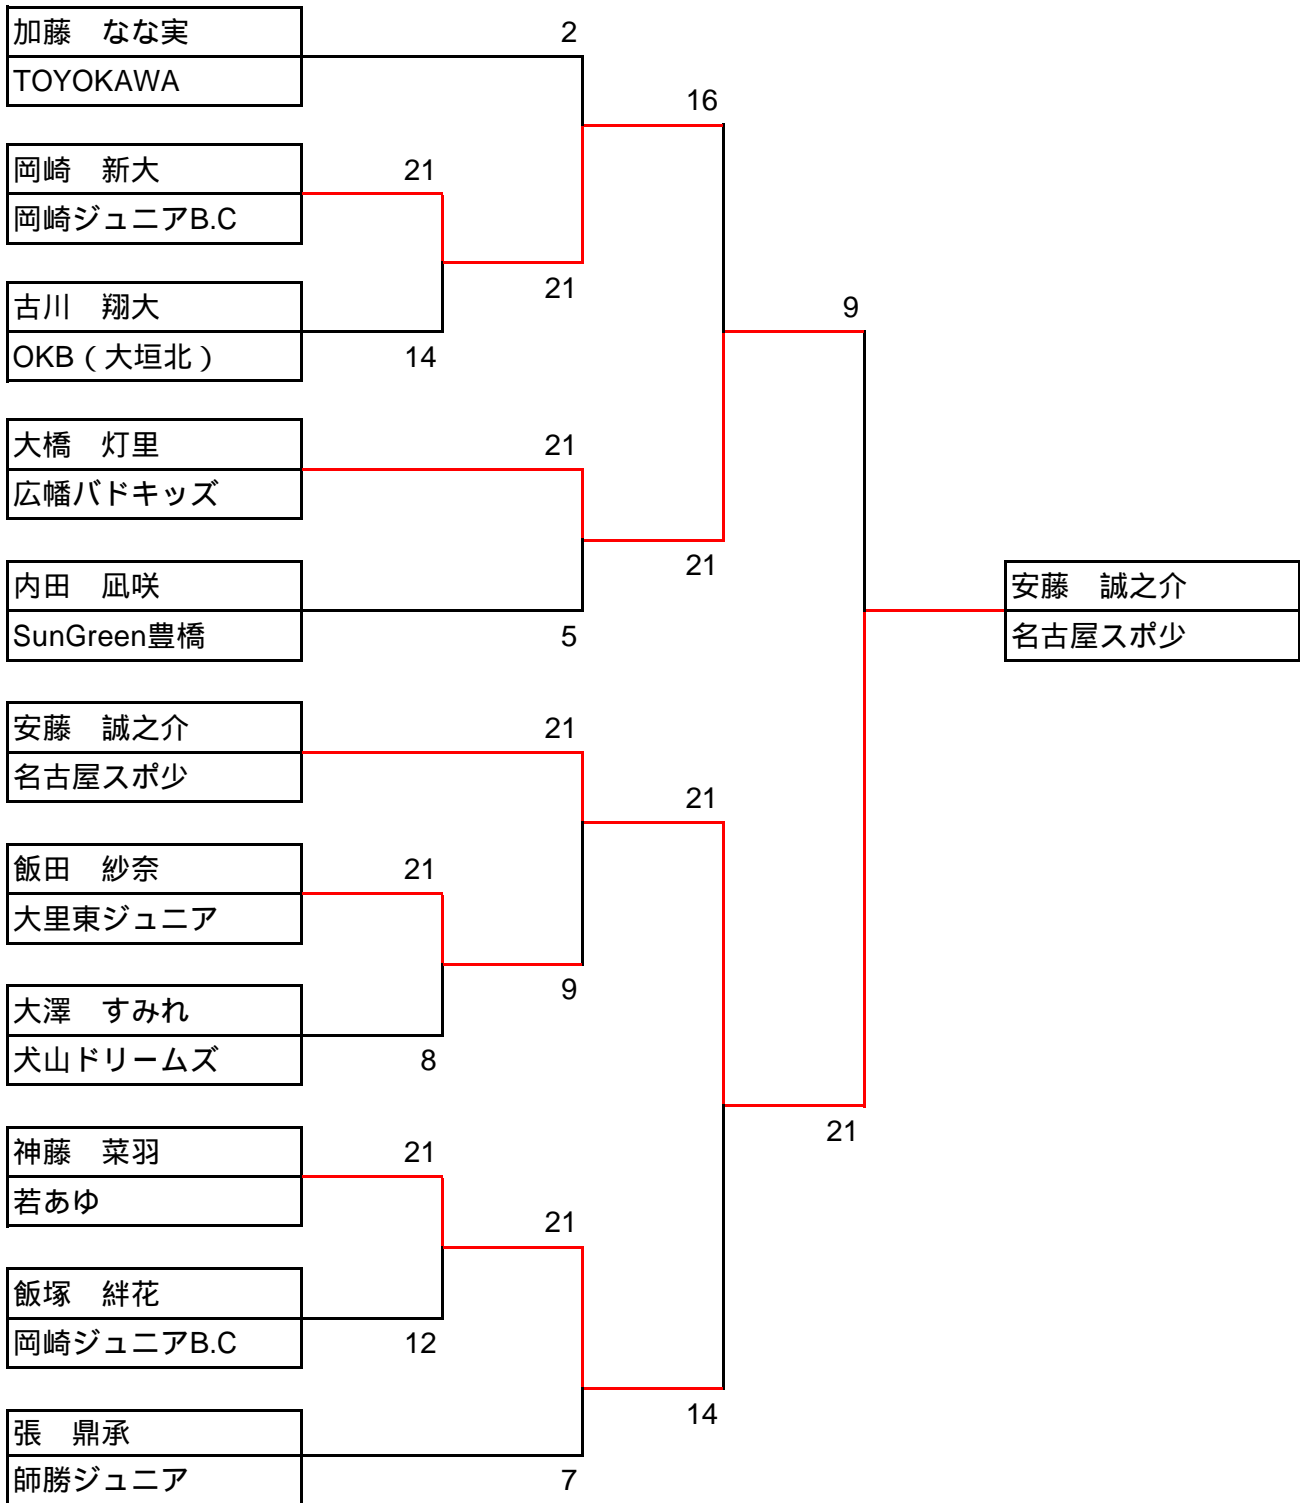 加藤　なな実
2
TOYOKAWA
16
岡崎　新大
21
岡崎ジュニアB.C
21
古川　翔大
9
OKB（大垣北）
14
大橋　灯里
21
広幡バドキッズ
21
内田　凪咲
安藤　誠之介
SunGreen豊橋
5
名古屋スポ少
安藤　誠之介
21
名古屋スポ少
21
飯田　紗奈
21
大里東ジュニア
9
大澤　すみれ
犬山ドリームズ
8
21
神藤　菜羽
21
若あゆ
21
飯塚　絆花
岡崎ジュニアB.C
12
14
張　鼎承
師勝ジュニア
7